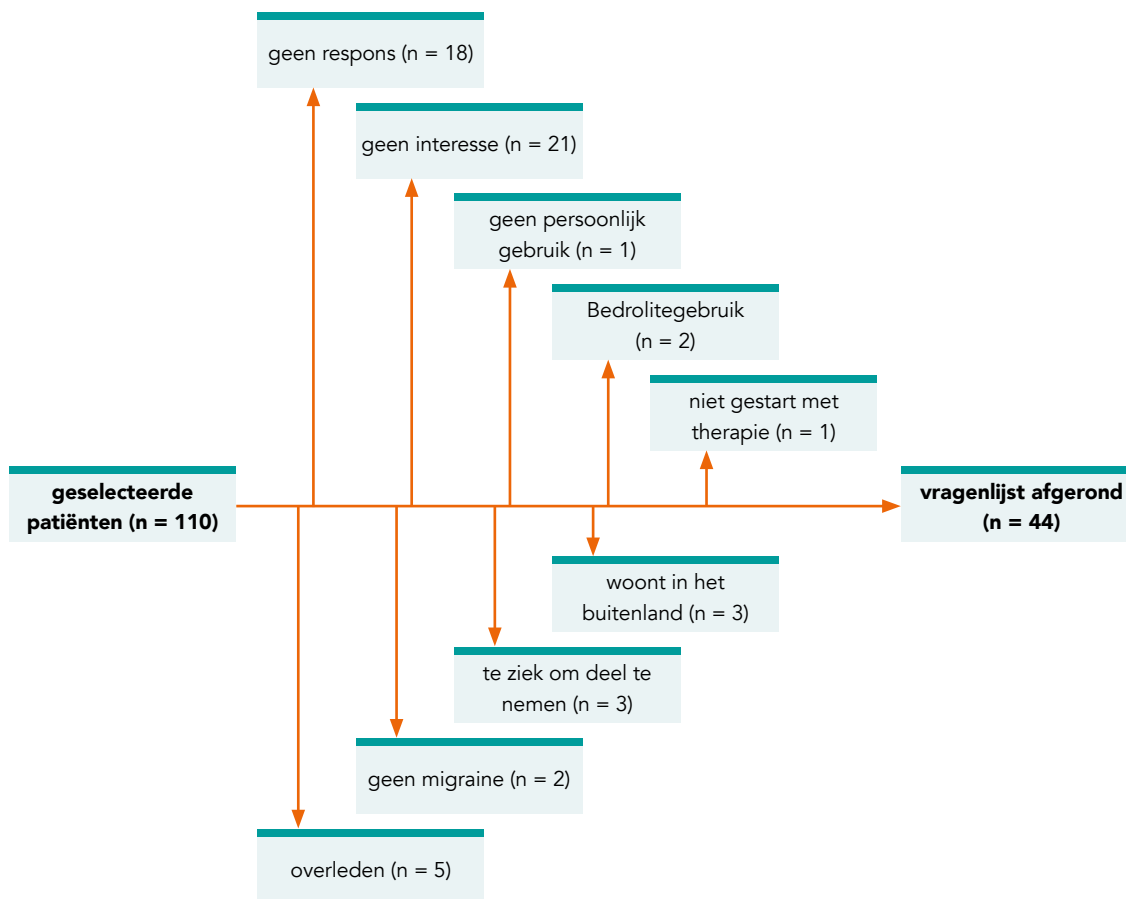 geen respons (n = 18)
geen interesse (n = 21)
geen persoonlijk
gebruik (n = 1)
Bedrolitegebruik
(n = 2)
niet gestart met
therapie (n = 1)
geselecteerde
patiënten (n = 110)
vragenlijst afgerond
(n = 44)
woont in het
buitenland (n = 3)
te ziek om deel te
nemen (n = 3)
geen migraine (n = 2)
overleden (n = 5)